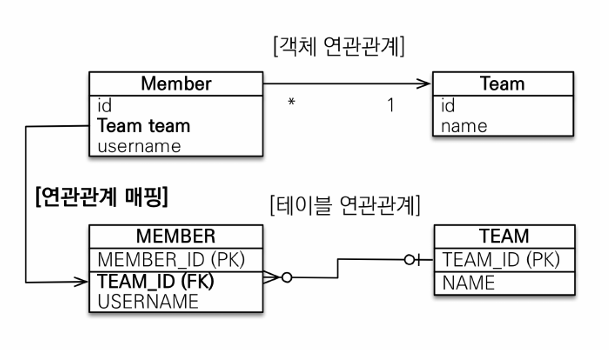 [객체 연관관계]
Member
id
Team team
username
* 1
Team
id
name
[연관관계 매핑]
[테이블 연관관계]
MEMBER
MEMBER_ID (PK)
TEAM_ID (FK)
USERNAME
TEAM
TEAM_ID (PK)
NAME